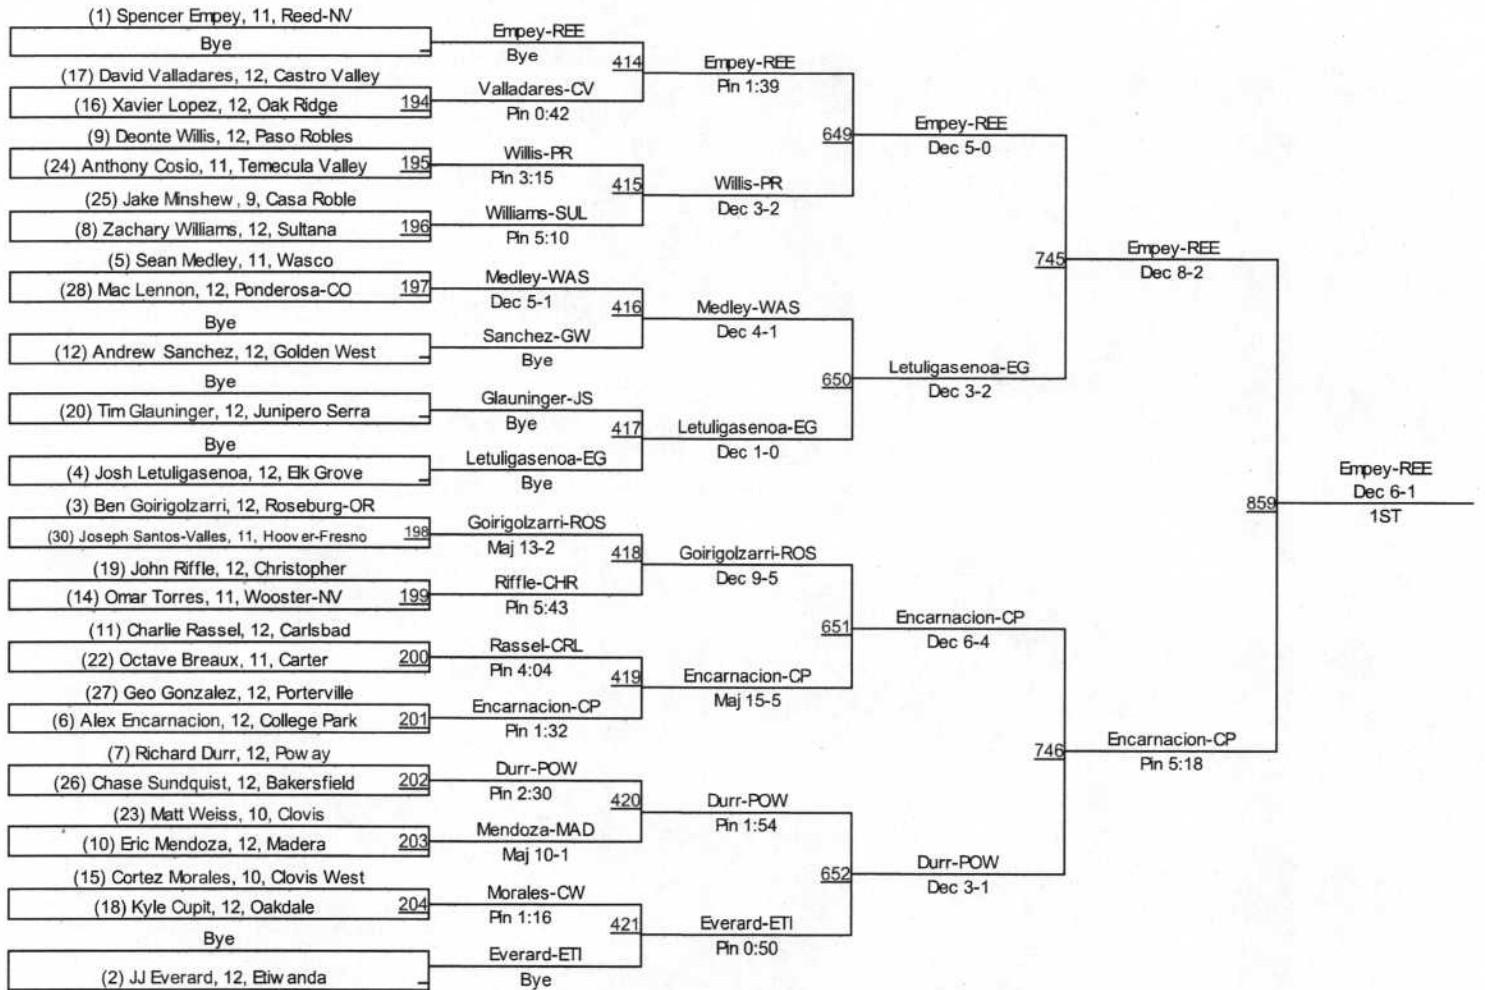 (1) Spencer Empey, 11, Reed-NV
Bye
(17) David Valladares, 12, Castro Valley
(16) Xavier Lopez, 12, Oak Ridge 194
(9) Deonte Willis, 12, Paso Robles
(24) Anthony Cosio, 11, Temecula Valley 195
(25) Jake Minshew , 9, Casa Roble
(8) Zachary Williams, 12, Sultana 196
(5) Sean Medley, 11, Wasco
(28) Mac Lennon, 12, Ponderosa-CO 197
Bye
(12) Andrew Sanchez, 12, Golden West
Bye
(20) Tim Glauninger, 12, Junipero Serra
Bye
(4) Josh Letuligasenoa, 12, Elk Grove
(3) Ben Goirigolzarri, 12, Roseburg-OR
(30) Joseph Santos-Valles, 11, Hoover-Fresno 198
(19) John Riffle, 12, Christopher
(14) Omar Torres, 11, Wooster-NV 199
(11) Charlie Rassel, 12, Carlsbad
(22) Octave Breaux, 11, Carter 200
(27) Geo Gonzalez, 12, Porterville
(6) Alex Encarnacion, 12, College Park 201
(7) Richard Durr, 12, Poway
(26) Chase Sundquist, 12, Bakersfield 202
(23) Matt Weiss, 10, Clovis
(10) Eric Mendoza, 12, Madera 203
(15) Cortez Morales, 10, Clovis West
(18) Kyle Cupit, 12, Oakdale 204
Bye
(2) JJ Everard, 12, Etiwanda
Empey-REE
Bye
414
Valladares-CV
Pin 0:42
Willis-PR
Pin 3:15
415
Williams-SUL
Pin 5:10
Medley-WAS
Dec 5-1
416
Sanchez-GW
Bye
Glauninger-JS
Bye
417
Letuligasenoa-EG
Bye
Goirigolzarri-ROS
Maj 13-2
418
Riffle-CHR
Pin 5:43
Rassel-CRL
Pin 4:04
419
Encarnacion-CP
Pin 1:32
Durr-POW
Pin 2:30
420
Mendoza-MAD
Maj 10-1
Morales-CW
Pin 1:16
421
Everard-ETI
Bye
Empey-REE
Pin 1:39
649
Willis-PR
Dec 3-2
Medley-WAS
Dec 4-1
650
Letuligasenoa-EG
Dec 1-0
Goirigolzarri-ROS
Dec 9-5
651
Encarnacion-CP
Maj 15-5
Durr-POW
Pin 1:54
652
Everard-ETI
Pin 0:50
Empey-REE
Dec 5-0
745
Letuligasenoa-EG
Dec 3-2
Encarnacion-CP
Dec 6-4
746
Durr-POW
Dec 3-1
Empey-REE
Dec 8-2
859
Encarnacion-CP
Pin 5:18
Empey-REE
Dec 6-1
1ST